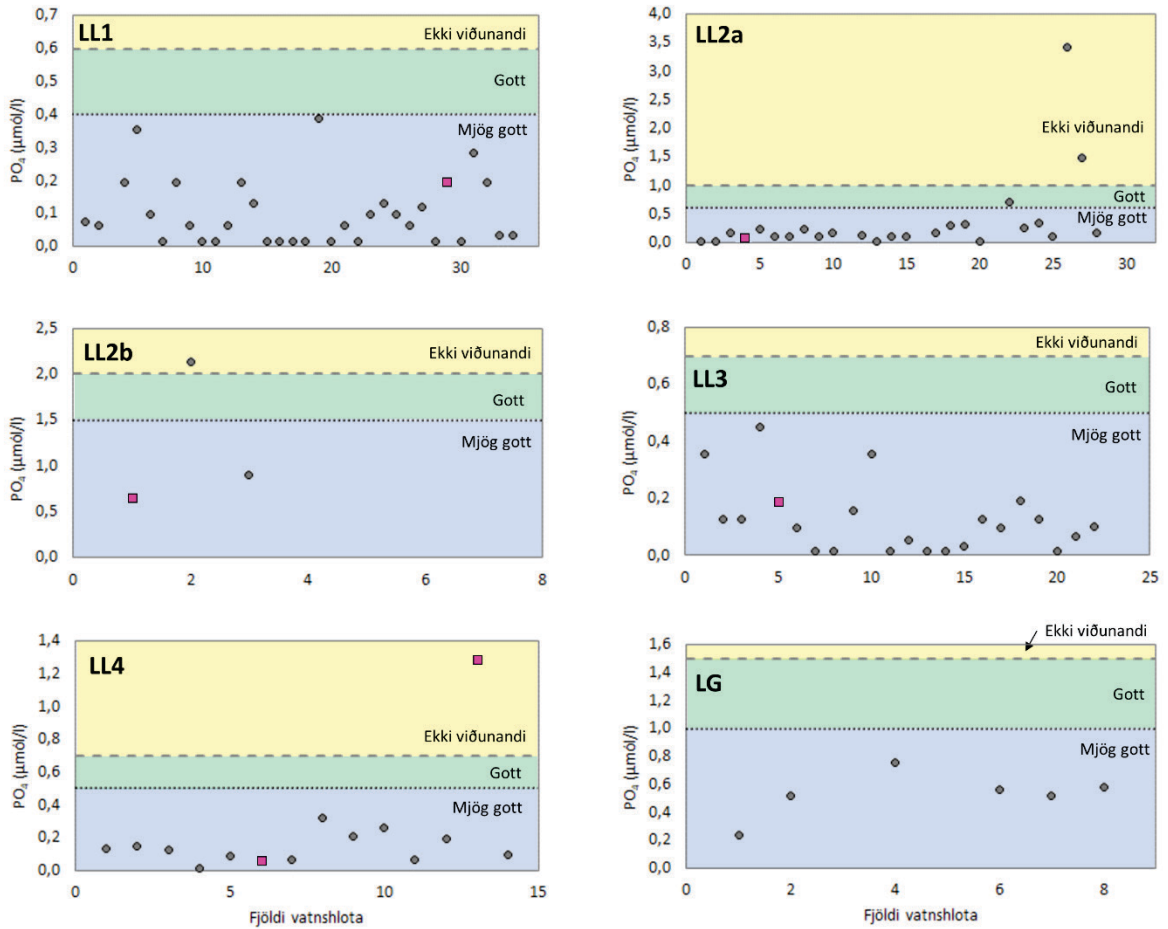 LL1
0,7
0,6
0,5
0,4
0,3
0,2
0,1
0,0
PO₄ (µmól/l)
Ekki viðunandi
Gott
Mjög gott
0
10
20
30
LL2a
4,0
3,5
3,0
2,5
2,0
1,5
1,0
0,5
0,0
PO₄ (µmól/l)
Ekki viðunandi
Gott
Mjög gott
0
5
10
15
20
25
30
LL2b
2,5
2,0
1,5
1,0
0,5
0,0
PO₄ (µmól/l)
Ekki viðunandi
Gott
Mjög gott
0
2
4
6
8
LL3
0,8
0,6
0,4
0,2
0,0
PO₄ (µmól/l)
Ekki viðunandi
Gott
Mjög gott
0
5
10
15
20
25
LL4
1,4
1,2
1,0
0,8
0,6
0,4
0,2
0,0
PO₄ (µmól/l)
Ekki viðunandi
Gott
Mjög gott
0
5
10
15
Fjöldi vatnshlota
LG
1,6
1,4
1,2
1,0
0,8
0,6
0,4
0,2
0,0
PO₄ (µmól/l)
Ekki viðunandi
Gott
Mjög gott
0
2
4
6
8
Fjöldi vatnshlota